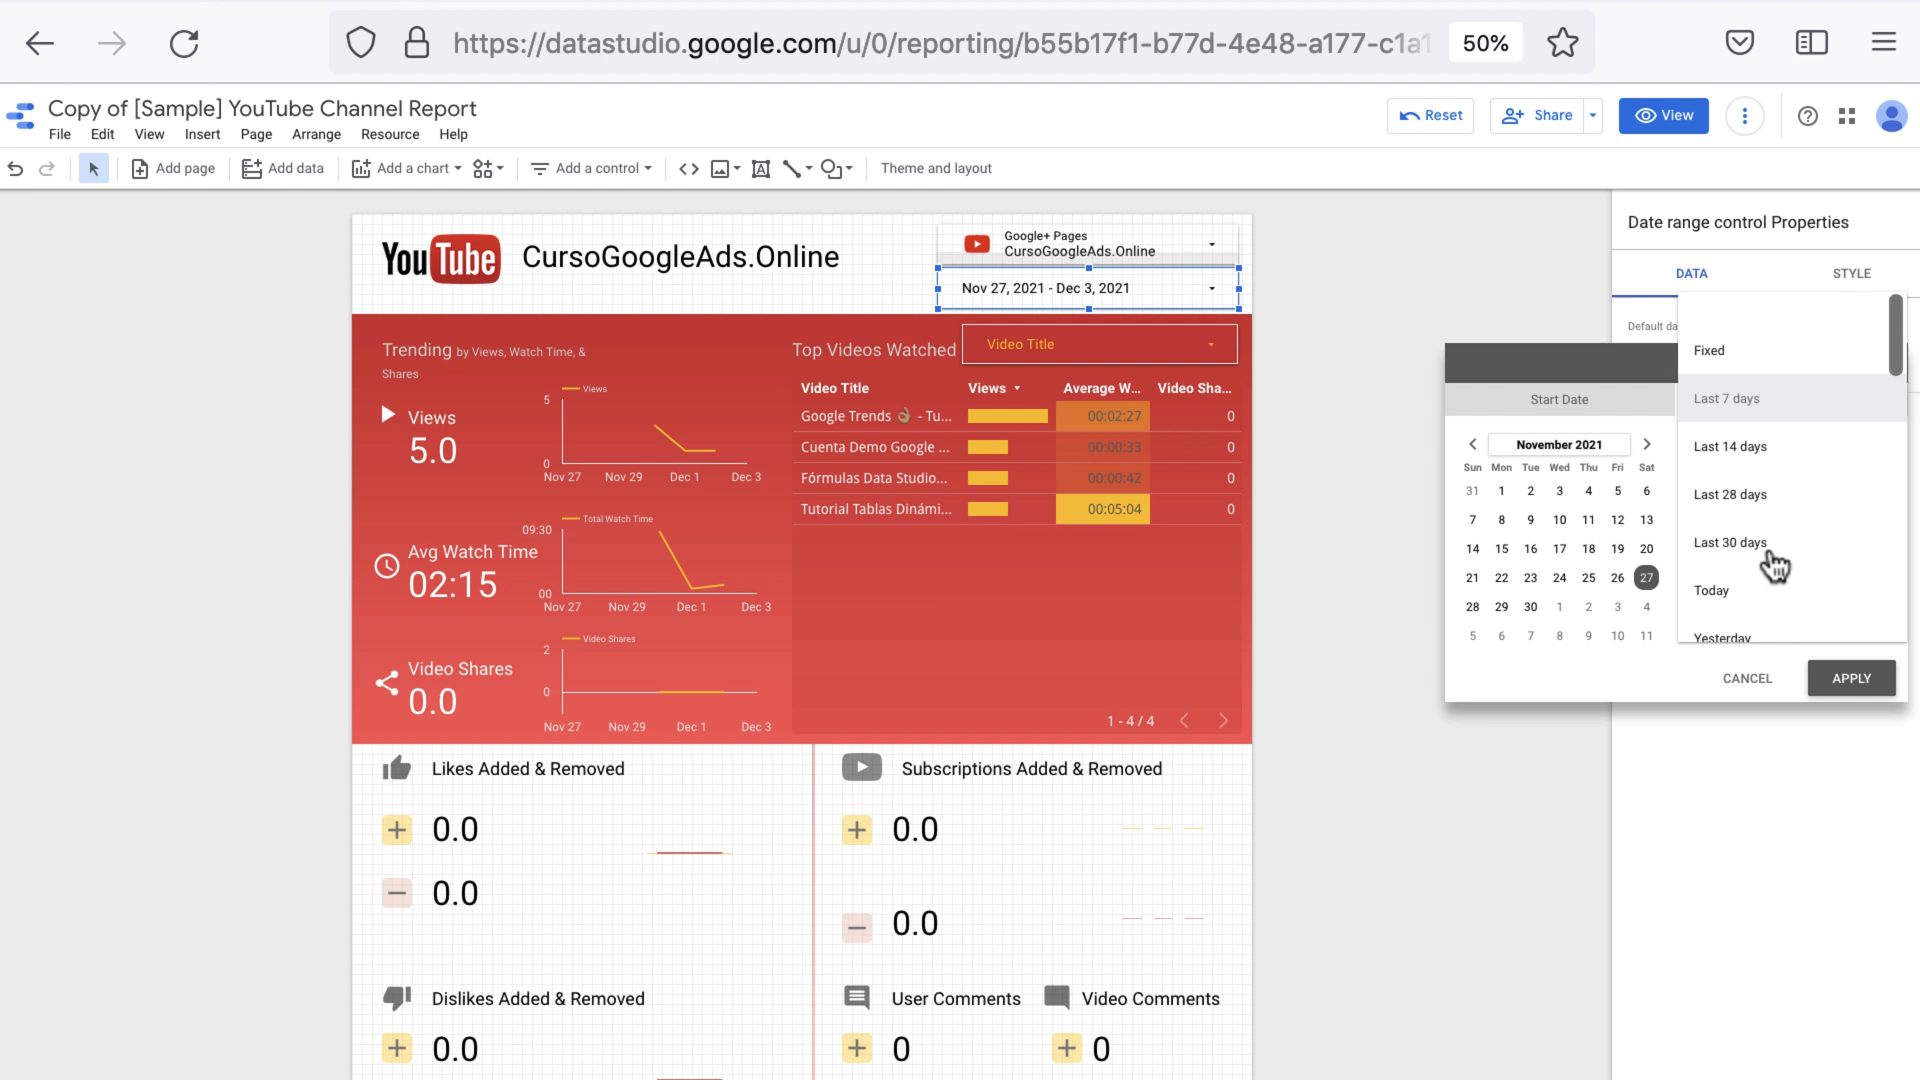 https://datastudio.google.com/u/0/reporting/b55b17f1-b77d-4e48-a177-c1a1
50%
Copy of [Sample] YouTube Channel Report
File Edit View Insert Page Arrange Resource Help
Reset
Share
View
Add page
Add data
Add a chart
Add a control
Theme and layout
YouTube
CursoGoogleAds.Online
Google+ Pages
CursoGoogleAds.Online
Nov 27, 2021 - Dec 3, 2021
Trending by Views, Watch Time, &
Shares
Views
5.0
Views
5
0
Nov 27 Nov 29 Dec 1 Dec 3
Avg Watch Time
02:15
Total Watch Time
09:30
00
Nov 27 Nov 29 Dec 1 Dec 3
Video Shares
0.0
Video Shares
2
0
Nov 27 Nov 29 Dec 1 Dec 3
Top Videos Watched
Video Title
Video Title Views Average W... Video Sha...
Google Trends 👌🏽 - Tu... 00:02:27 0
Cuenta Demo Google ... 00:00:33 0
Fórmulas Data Studio... 00:00:42 0
Tutorial Tablas Dinámi... 00:05:04 0
1 - 4 / 4
Likes Added & Removed
0.0
0.0
Subscriptions Added & Removed
0.0
0.0
Dislikes Added & Removed
0.0
User Comments
0
Video Comments
0
Date range control Properties
DATA
STYLE
Default da
Start Date
November 2021
Sun Mon Tue Wed Thu Fri Sat
31 1 2 3 4 5 6
7 8 9 10 11 12 13
14 15 16 17 18 19 20
21 22 23 24 25 26 27
28 29 30 1 2 3 4
5 6 7 8 9 10 11
Fixed
Last 7 days
Last 14 days
Last 28 days
Last 30 days
Today
Yesterday
CANCEL
APPLY